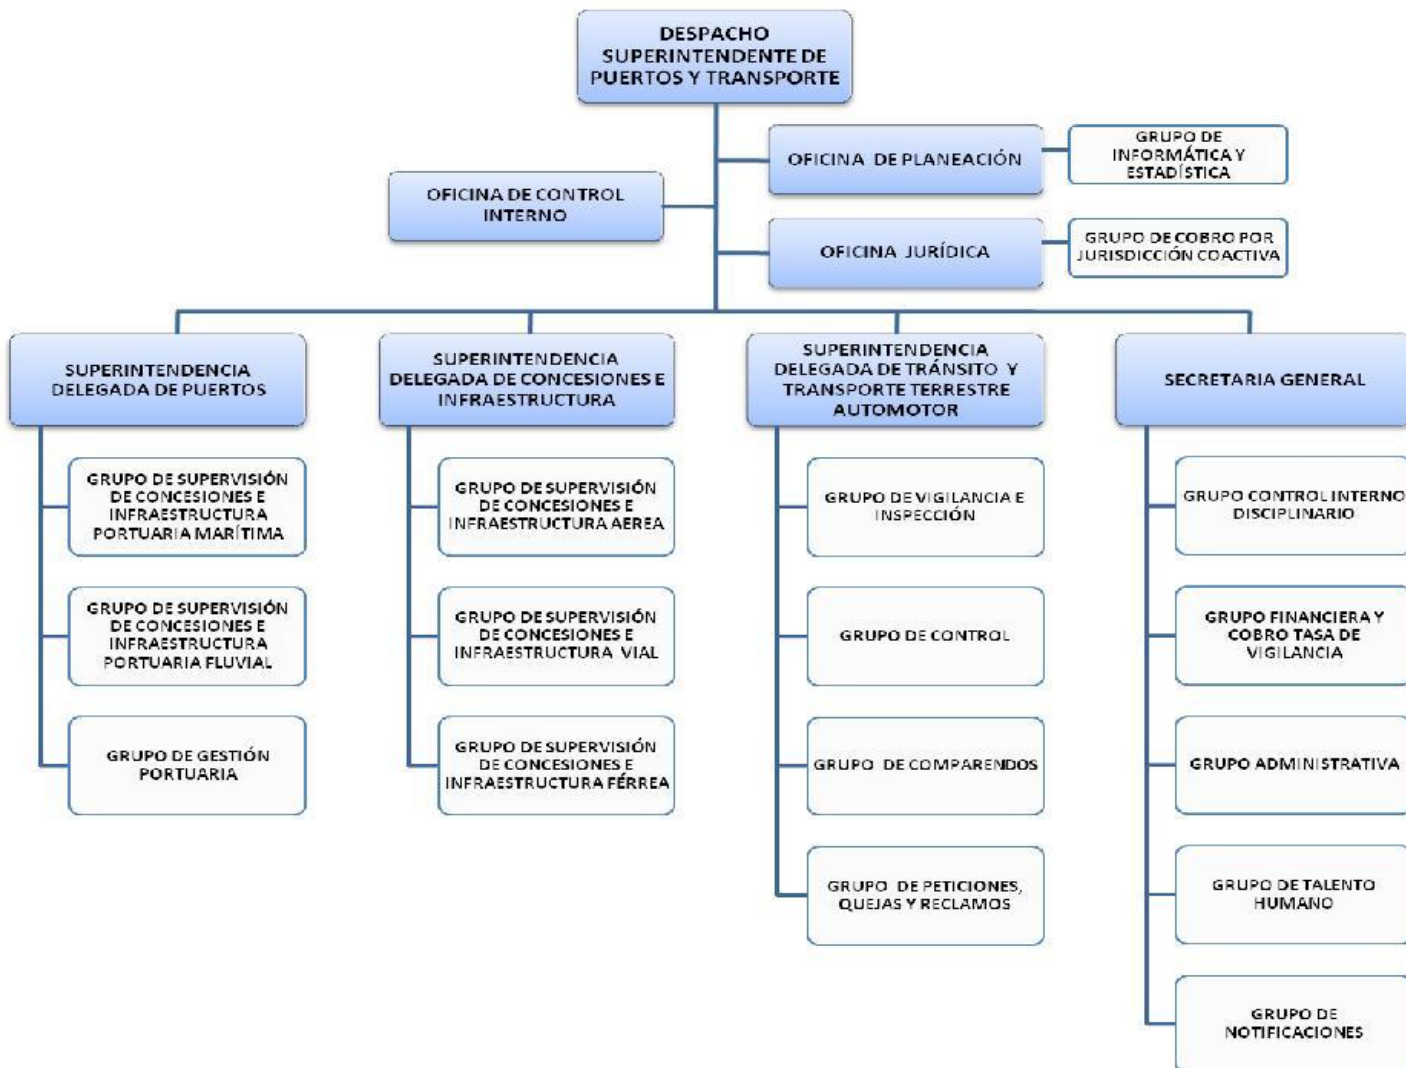 DESPACHO
SUPERINTENDENTE DE
PUERTOS Y TRANSPORTE
OFICINA DE PLANEACIÓN
GRUPO DE
INFORMÁTICA Y
ESTADÍSTICA
OFICINA DE CONTROL
INTERNO
OFICINA JURÍDICA
GRUPO DE COBRO POR
JURISDICCIÓN COACTIVA
SUPERINTENDENCIA
DELEGADA DE PUERTOS
GRUPO DE SUPERVISIÓN
DE CONCESIONES E
INFRAESTRUCTURA
PORTUARIA MARÍTIMA
GRUPO DE SUPERVISIÓN
DE CONCESIONES E
INFRAESTRUCTURA
PORTUARIA FLUVIAL
GRUPO DE GESTIÓN
PORTUARIA
SUPERINTENDENCIA
DELEGADA DE CONCESIONES E
INFRAESTRUCTURA
GRUPO DE SUPERVISIÓN
DE CONCESIONES E
INFRAESTRUCTURA AEREA
GRUPO DE SUPERVISIÓN
DE CONCESIONES E
INFRAESTRUCTURA VIAL
GRUPO DE SUPERVISIÓN
DE CONCESIONES E
INFRAESTRUCTURA FÉRREA
SUPERINTENDENCIA
DELEGADA DE TRÁNSITO Y
TRANSPORTE TERRESTRE
AUTOMOTOR
GRUPO DE VIGILANCIA E
INSPECCIÓN
GRUPO DE CONTROL
GRUPO DE COMPARENDOS
GRUPO DE PETICIONES,
QUEJAS Y RECLAMOS
SECRETARIA GENERAL
GRUPO CONTROL INTERNO
DISCIPLINARIO
GRUPO FINANCIERA Y
COBRO TASA DE
VIGILANCIA
GRUPO ADMINISTRATIVA
GRUPO DE TALENTO
HUMANO
GRUPO DE
NOTIFICACIONES